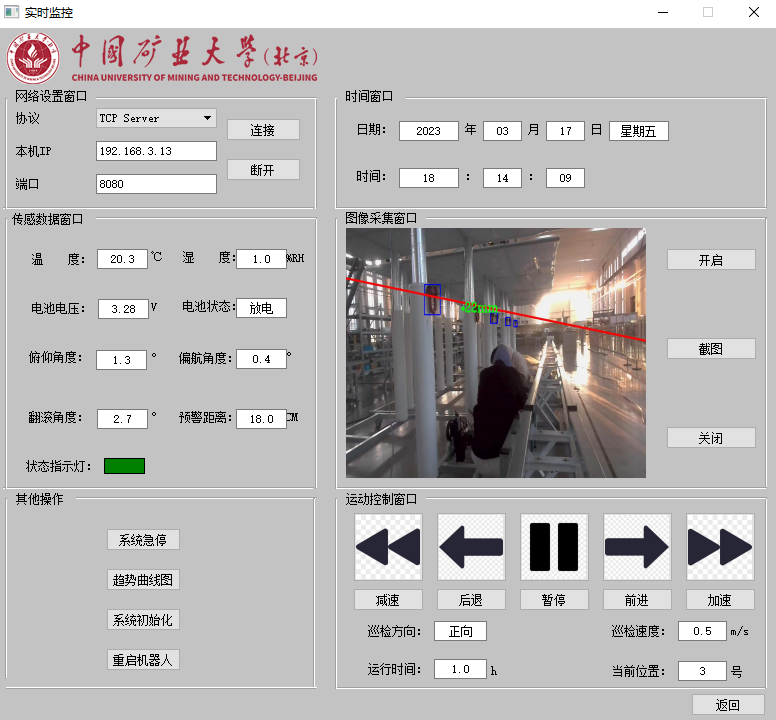 实时监控
中国矿业大学(北京)
CHINA UNIVERSITY OF MINING AND TECHNOLOGY-BEIJING
网络设置窗口
协议 TCP Server 连接
本机IP 192.168.3.13
断开
端口 8080
时间窗口
日期: 2023 年 03 月 17 日 星期五
时间: 18 : 14 : 09
传感数据窗口
温 度: 20.3 ℃ 湿 度: 1.0 %RH
电池电压: 3.28 V 电池状态: 放电
俯仰角度: 1.3 ° 偏航角度: 0.4 °
翻滚角度: 2.7 ° 预警距离: 18.0 CM
状态指示灯:
图像采集窗口
开启
截图
关闭
其他操作
系统急停
趋势曲线图
系统初始化
重启机器人
运动控制窗口
减速 后退 暂停 前进 加速
巡检方向: 正向 巡检速度: 0.5 m/s
运行时间: 1.0 h 当前位置: 3 号
返回